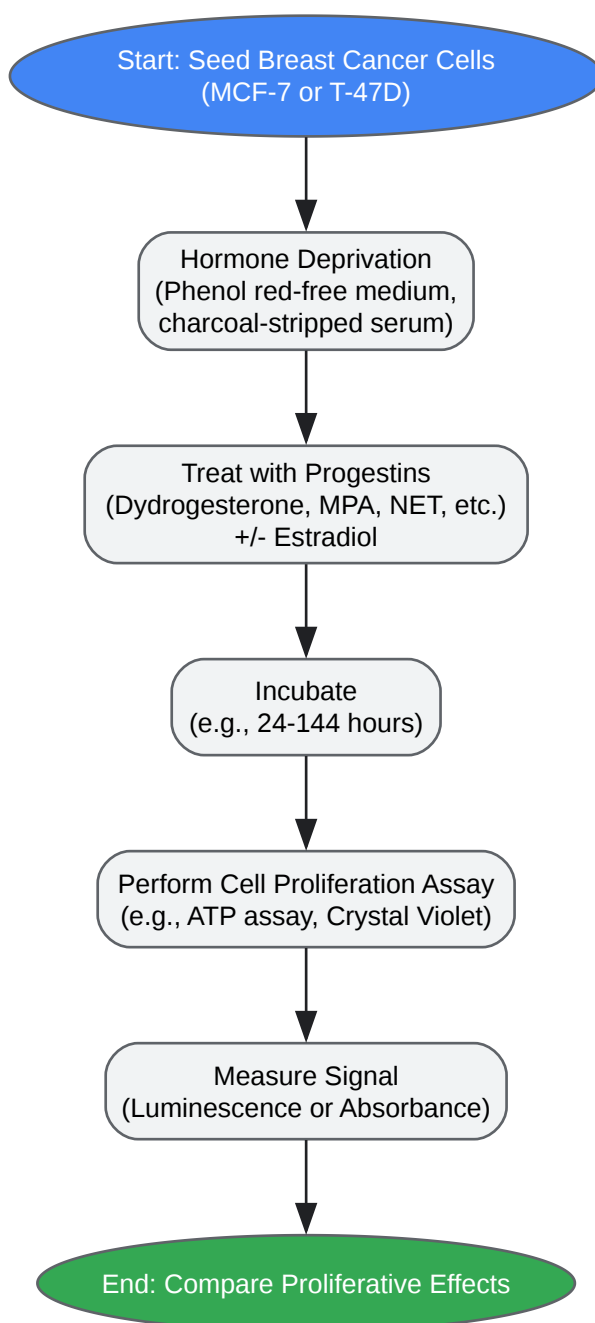 Start: Seed Breast Cancer Cells
(MCF-7 or T-47D)
Hormone Deprivation
(Phenol red-free medium,
charcoal-stripped serum)
Treat with Progestins
(Dydrogesterone, MPA, NET, etc.)
+/- Estradiol
Incubate
(e.g., 24-144 hours)
Perform Cell Proliferation Assay
(e.g., ATP assay, Crystal Violet)
Measure Signal
(Luminescence or Absorbance)
End: Compare Proliferative Effects